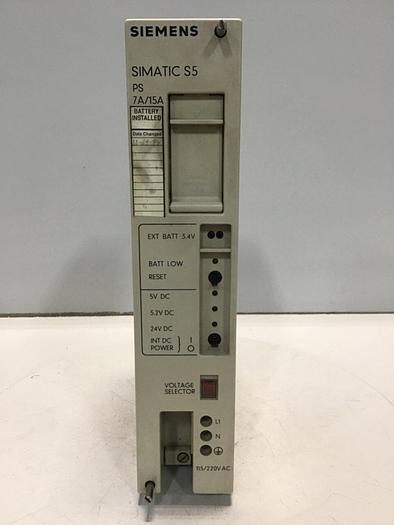 SIEMENS
SIMATIC S5
PS
7A/15A
BATTERY
INSTALLED
Date Changed
EXT BATT 3.4V
BATT LOW
RESET
5V DC
5.2V DC
24V DC
INT DC
POWER
I
O
VOLTAGE
SELECTOR
L1
N
115/220V AC